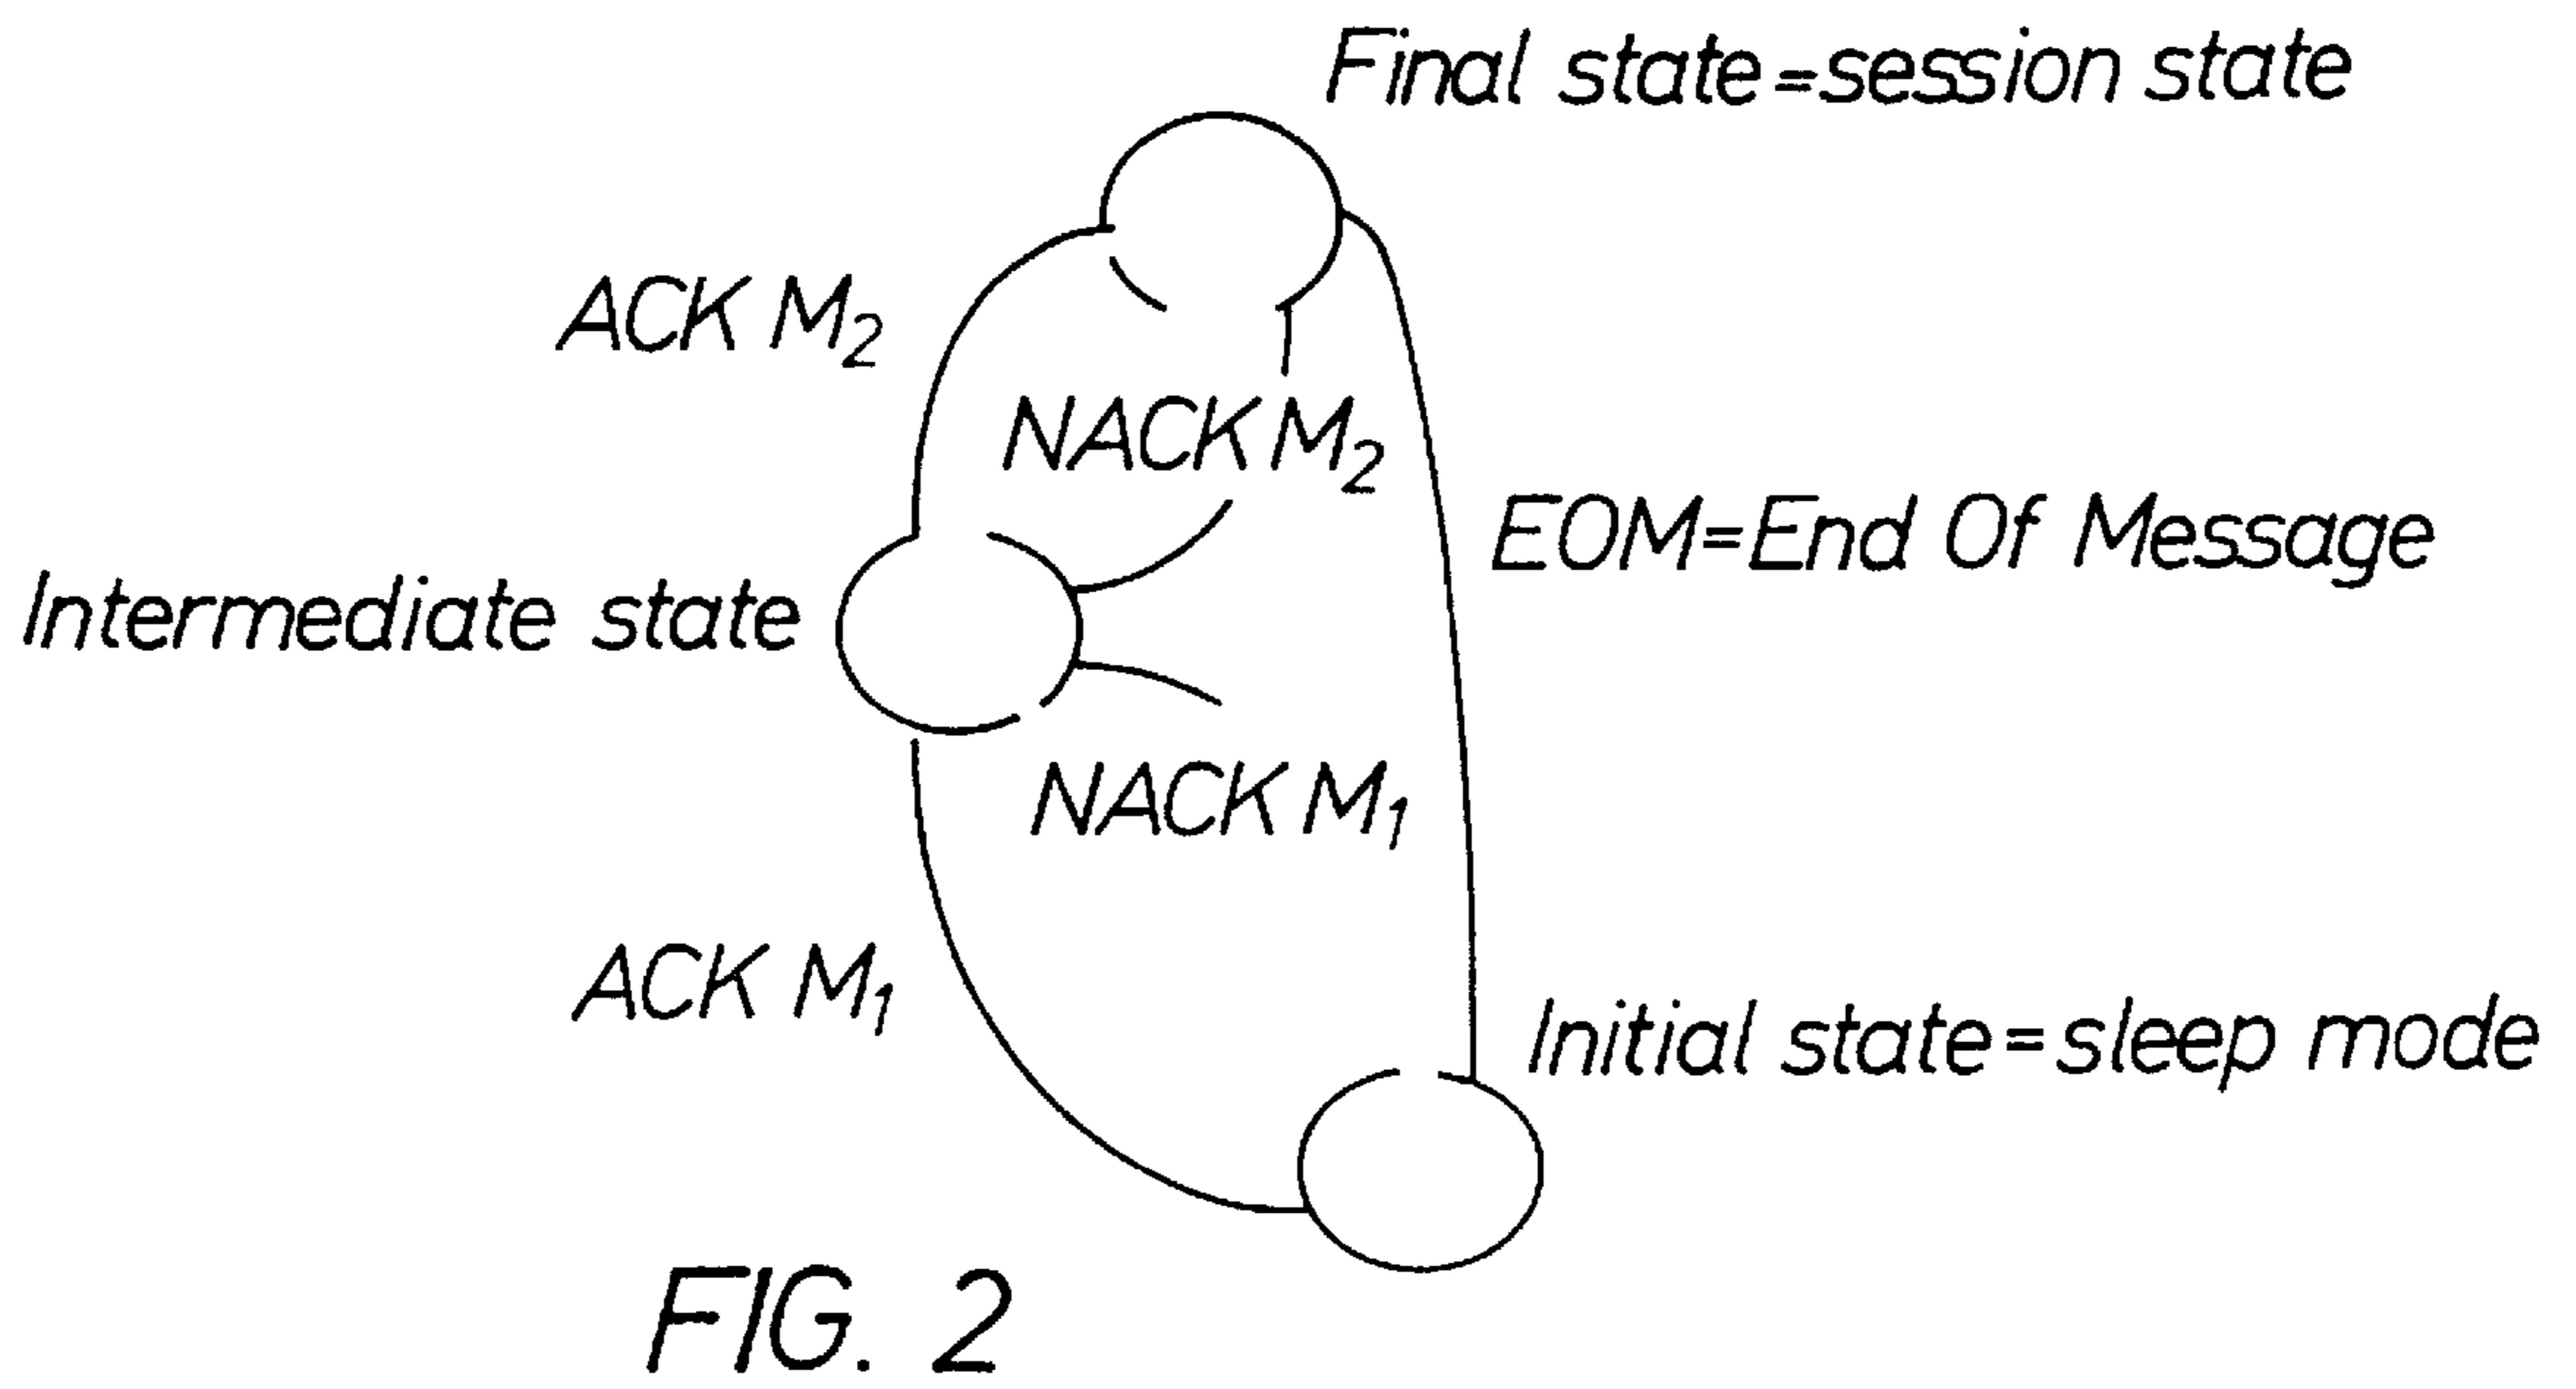 Final state=session state
ACK M2
NACK M2
EOM=End Of Message
Intermediate state
NACK M1
ACK M1
Initial state=sleep mode
FIG. 2